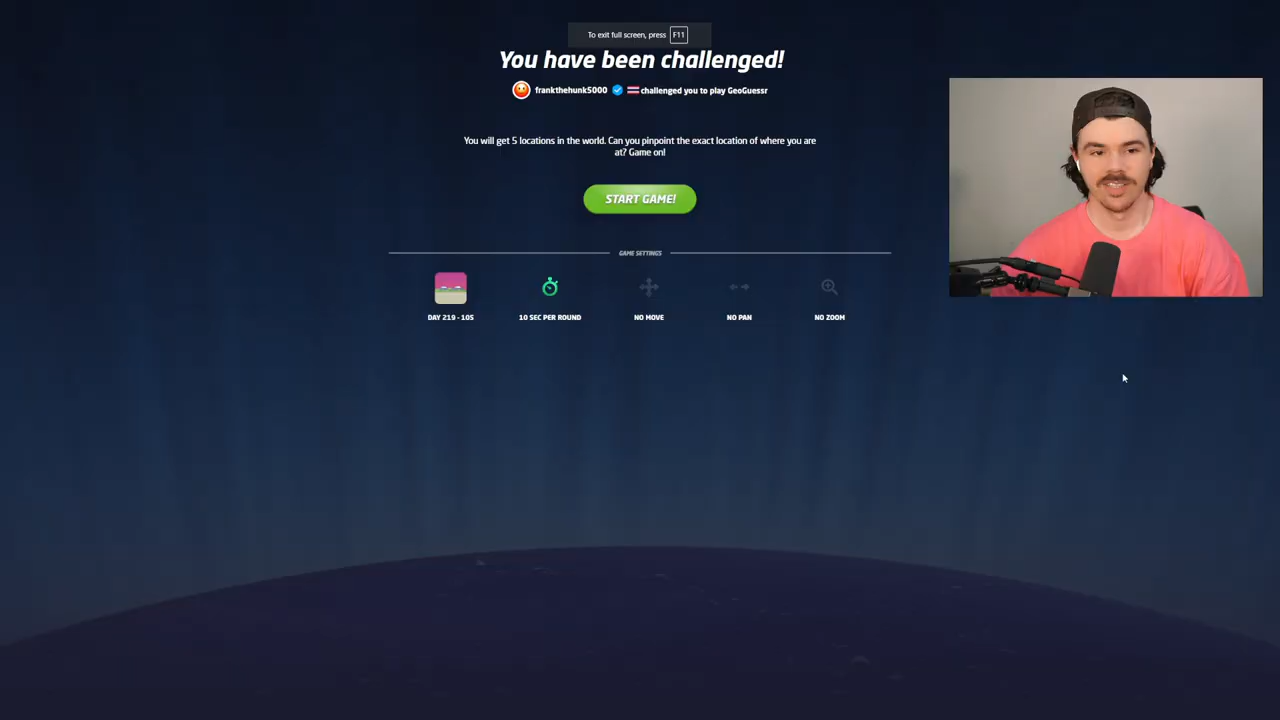 To exit full screen, press F11
You have been challenged!
frankthehunk5000 challenged you to play GeoGuessr
You will get 5 locations in the world. Can you pinpoint the exact location of where you are
at? Game on!
START GAME!
GAME SETTINGS
DAY 219 - 105
10 SEC PER ROUND
NO MOVE
NO PAN
NO ZOOM